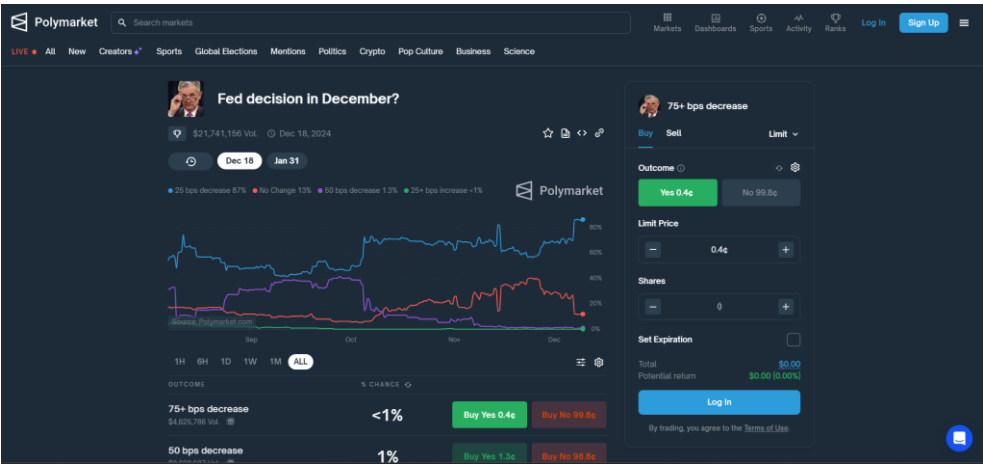 Polymarket
Search markets
Markets
Dashboards
Sports
Activity
Ranks
Log In
Sign Up
LIVE All New Creators Sports Global Elections Mentions Politics Crypto Pop Culture Business Science
Fed decision in December?
$21,741,156 Vol. Dec 18, 2024
Dec 18
Jan 31
25 bps decrease 87% No Change 13% 50 bps decrease 1.3% 25+ bps increase <1%
Polymarket
80%
60%
40%
20%
0%
Source: Polymarket.com
Sep Oct Nov Dec
1H 6H 1D 1W 1M ALL
OUTCOME % CHANCE
75+ bps decrease
$4,625,786 Vol.
<1%
Buy Yes 0.4¢
Buy No 99.8¢
50 bps decrease
1%
Buy Yes 1.3¢
Buy No 98.8¢
75+ bps decrease
Buy Sell Limit
Outcome
Yes 0.4¢
No 99.8¢
Limit Price
0.4¢
Shares
0
Set Expiration
Total $0.00
Potential return $0.00 (0.00%)
Log In
By trading, you agree to the Terms of Use.